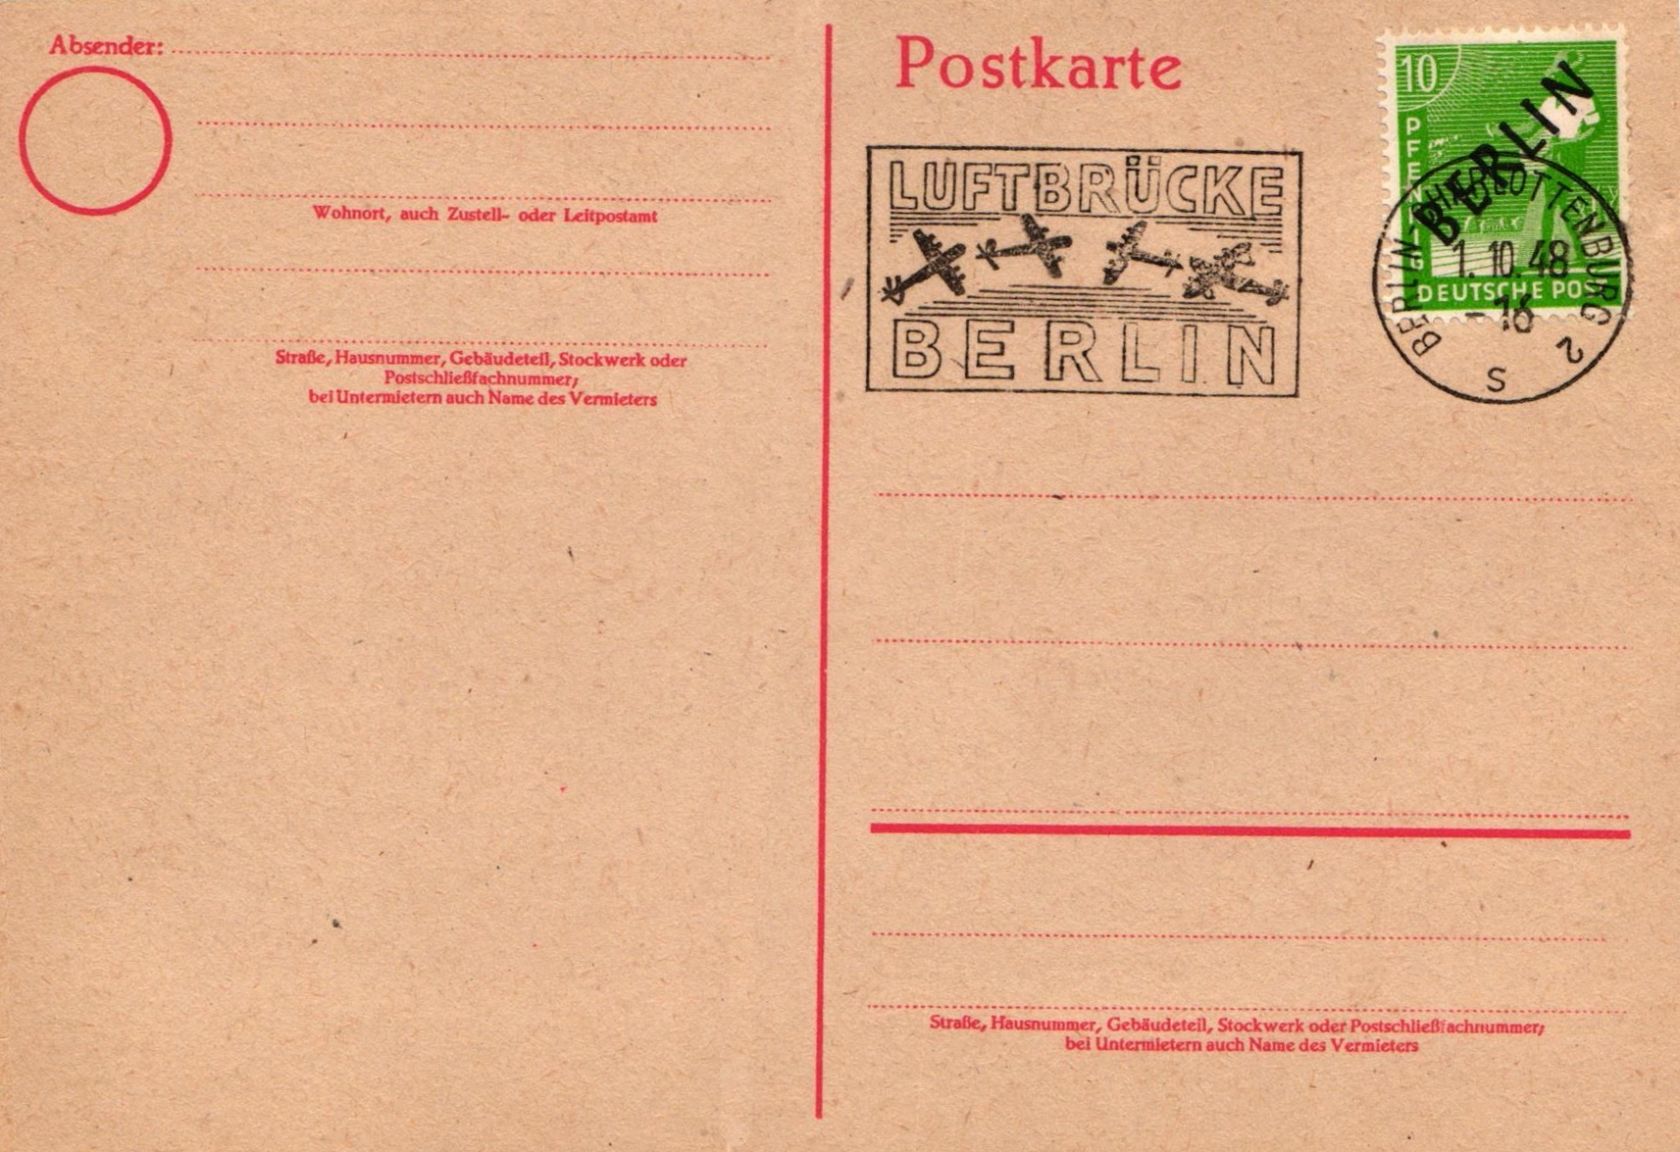 Absender:
Wohnort, auch Zustell- oder Leitpostamt
Straße, Hausnummer, Gebäudeteil, Stockwerk oder
Postschließfachnummer;
bei Untermietern auch Name des Vermieters
Postkarte
LUFTBRÜCKE
BERLIN
10
PFENNIG
BERLIN
DEUTSCHE POST
BERLIN-CHARLOTTENBURG 2
1.10.48
- 18
S
Straße, Hausnummer, Gebäudeteil, Stockwerk oder Postschließfachnummer;
bei Untermietern auch Name des Vermieters